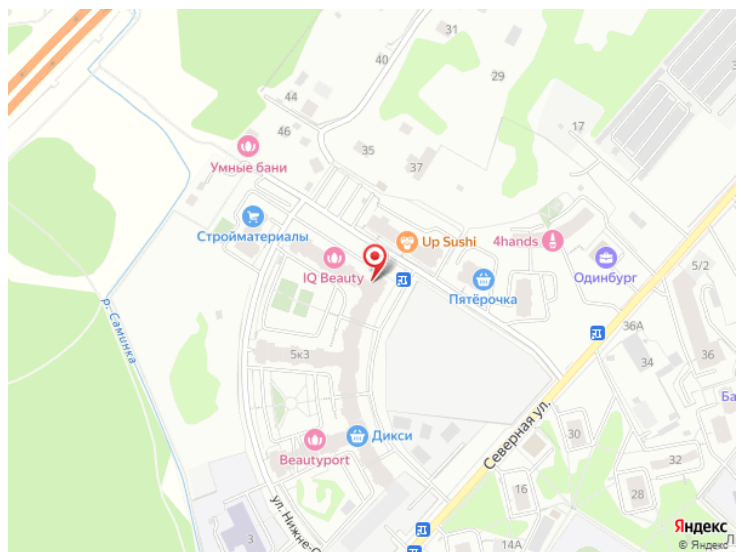 31
40
29
44
17
46
35
37
Умные бани
Стройматериалы
Up Sushi
4hands
IQ Beauty
Одинбург
5/2
Пятёрочка
р. Саминка
36А
5к3
34
36
Ба
Северная ул.
Дикси
30
Beautyport
32
16
28
ул. Нижне-
3
14А
Яндекс
© Яндекс